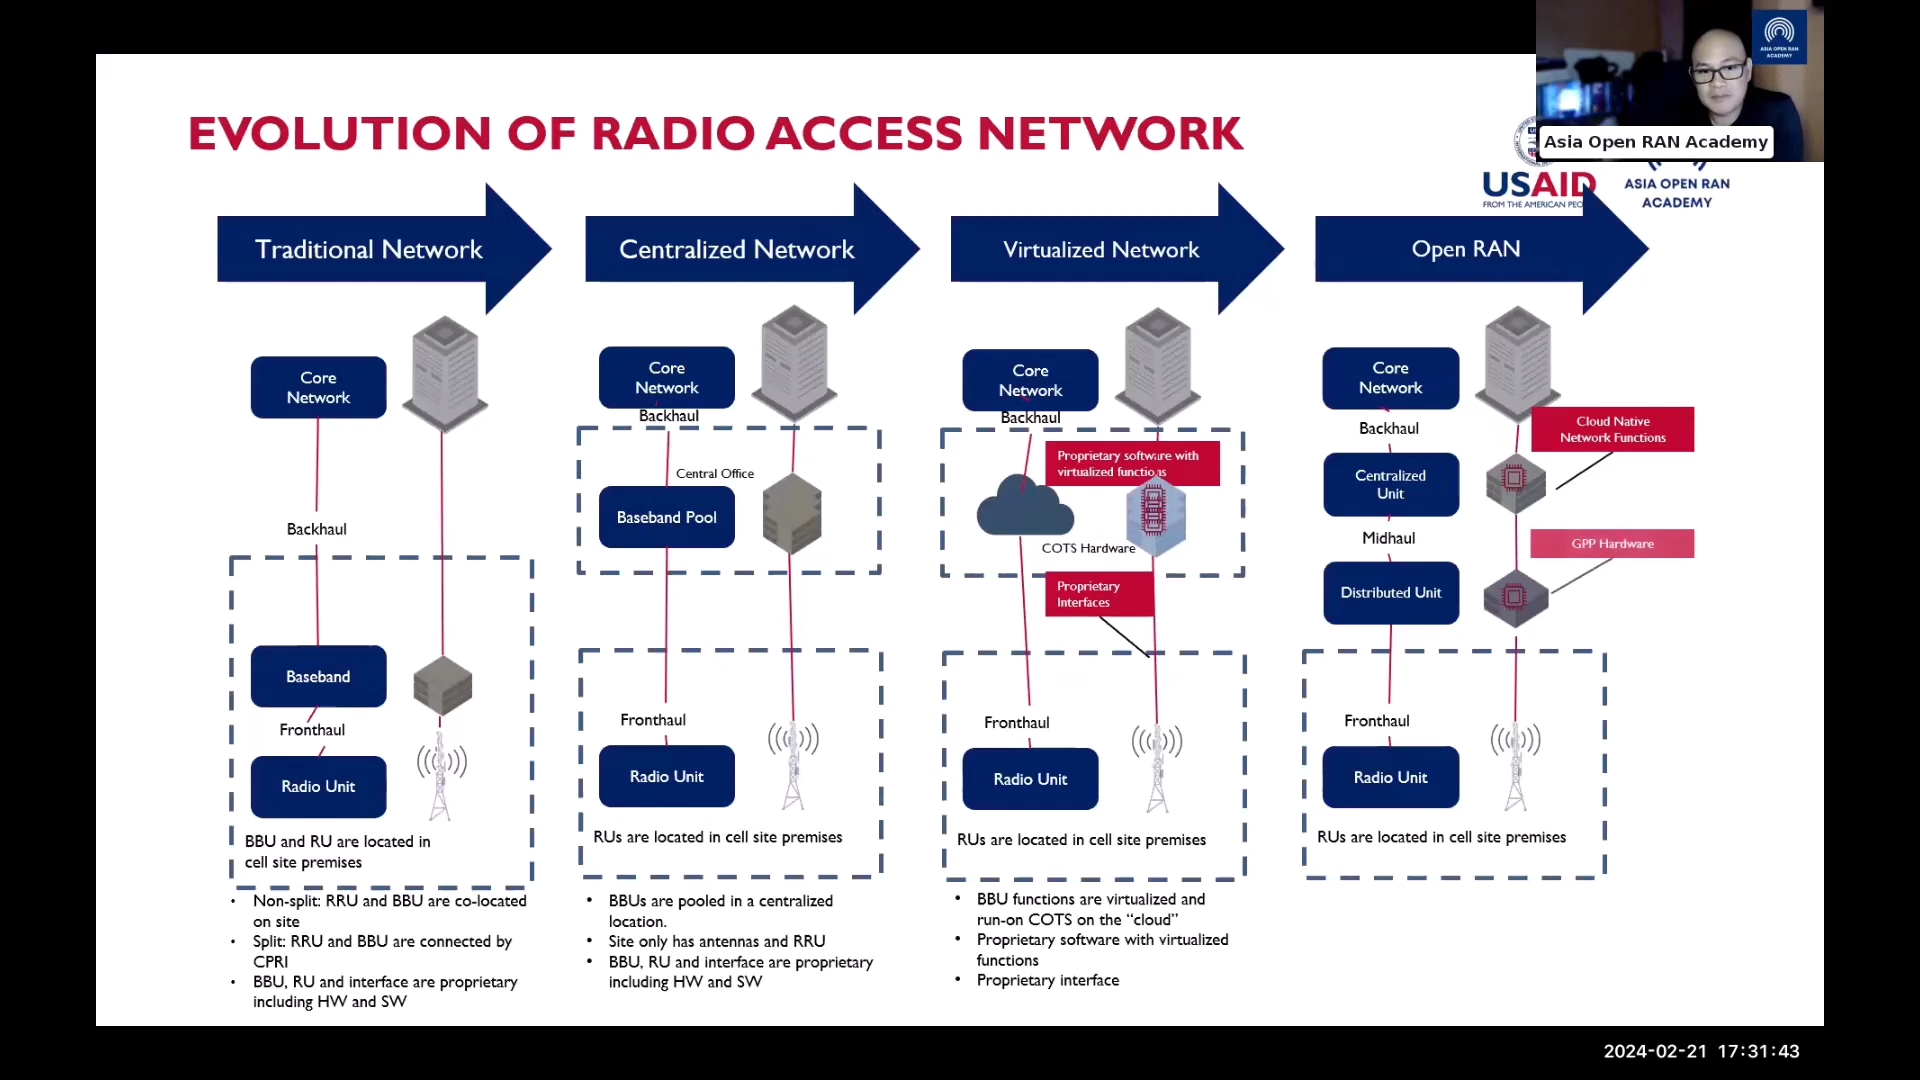 ASIA OPEN RAN
ACADEMY
Asia Open RAN Academy
EVOLUTION OF RADIO ACCESS NETWORK
USAID
FROM THE AMERICAN
ASIA OPEN RAN
ACADEMY
Traditional Network
Centralized Network
Virtualized Network
Open RAN
Core
Network
Backhaul
Baseband
Fronthaul
Radio Unit
BBU and RU are located in
cell site premises
• Non-split: RRU and BBU are co-located
on site
• Split: RRU and BBU are connected by
CPRI
• BBU, RU and interface are proprietary
including HW and SW
Core
Network
Backhaul
Central Office
Baseband Pool
Fronthaul
Radio Unit
RUs are located in cell site premises
• BBUs are pooled in a centralized
location.
• Site only has antennas and RRU
• BBU, RU and interface are proprietary
including HW and SW
Core
Network
Backhaul
Proprietary software with
virtualized functions
COTS Hardware
Proprietary
Interfaces
Fronthaul
Radio Unit
RUs are located in cell site premises
• BBU functions are virtualized and
run-on COTS on the “cloud”
• Proprietary software with virtualized
functions
• Proprietary interface
Core
Network
Backhaul
Cloud Native
Network Functions
Centralized
Unit
Midhaul
GPP Hardware
Distributed Unit
Fronthaul
Radio Unit
RUs are located in cell site premises
2024-02-21 17:31:43